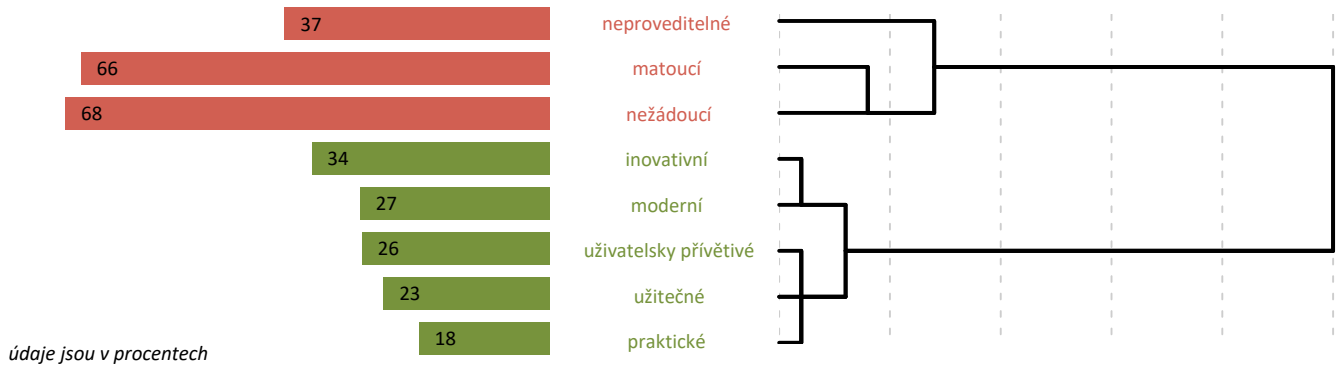 37 neproveditelné
66 matoucí
68 nežádoucí
34 inovativní
27 moderní
26 uživatelsky přívětivé
23 užitečné
18 praktické
údaje jsou v procentech